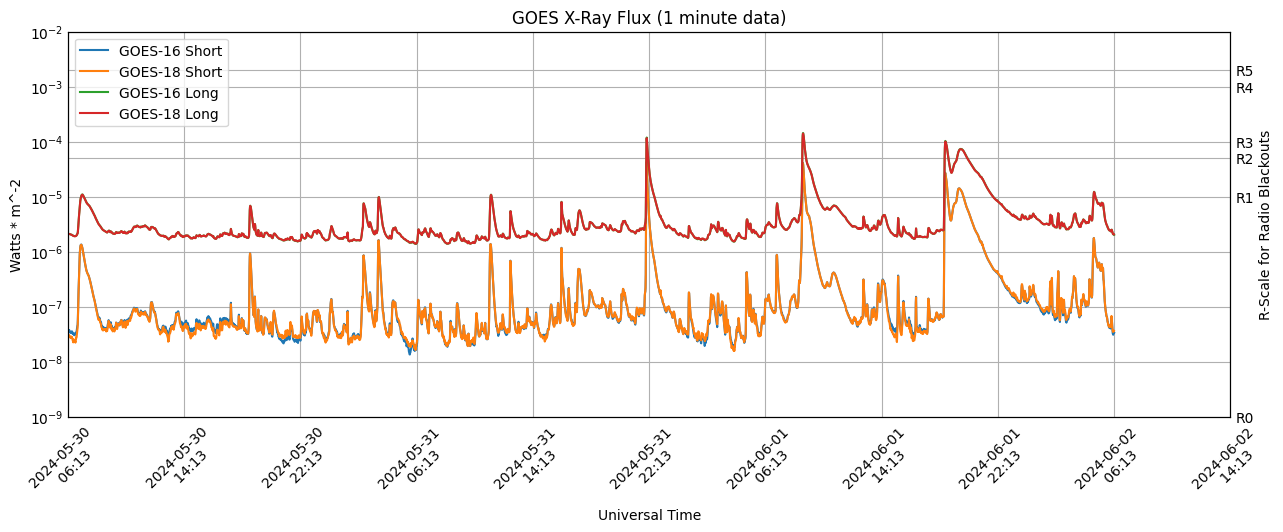 GOES X-Ray Flux (1 minute data)
GOES-16 Short
GOES-18 Short
GOES-16 Long
GOES-18 Long
Watts * m^-2
10^-2
10^-3
10^-4
10^-5
10^-6
10^-7
10^-8
10^-9
R5
R4
R3
R2
R1
R0
R-Scale for Radio Blackouts
2024-05-30
06:13
2024-05-30
14:13
2024-05-30
22:13
2024-05-31
06:13
2024-05-31
14:13
2024-05-31
22:13
2024-06-01
06:13
2024-06-01
14:13
2024-06-01
22:13
2024-06-02
06:13
2024-06-02
14:13
Universal Time